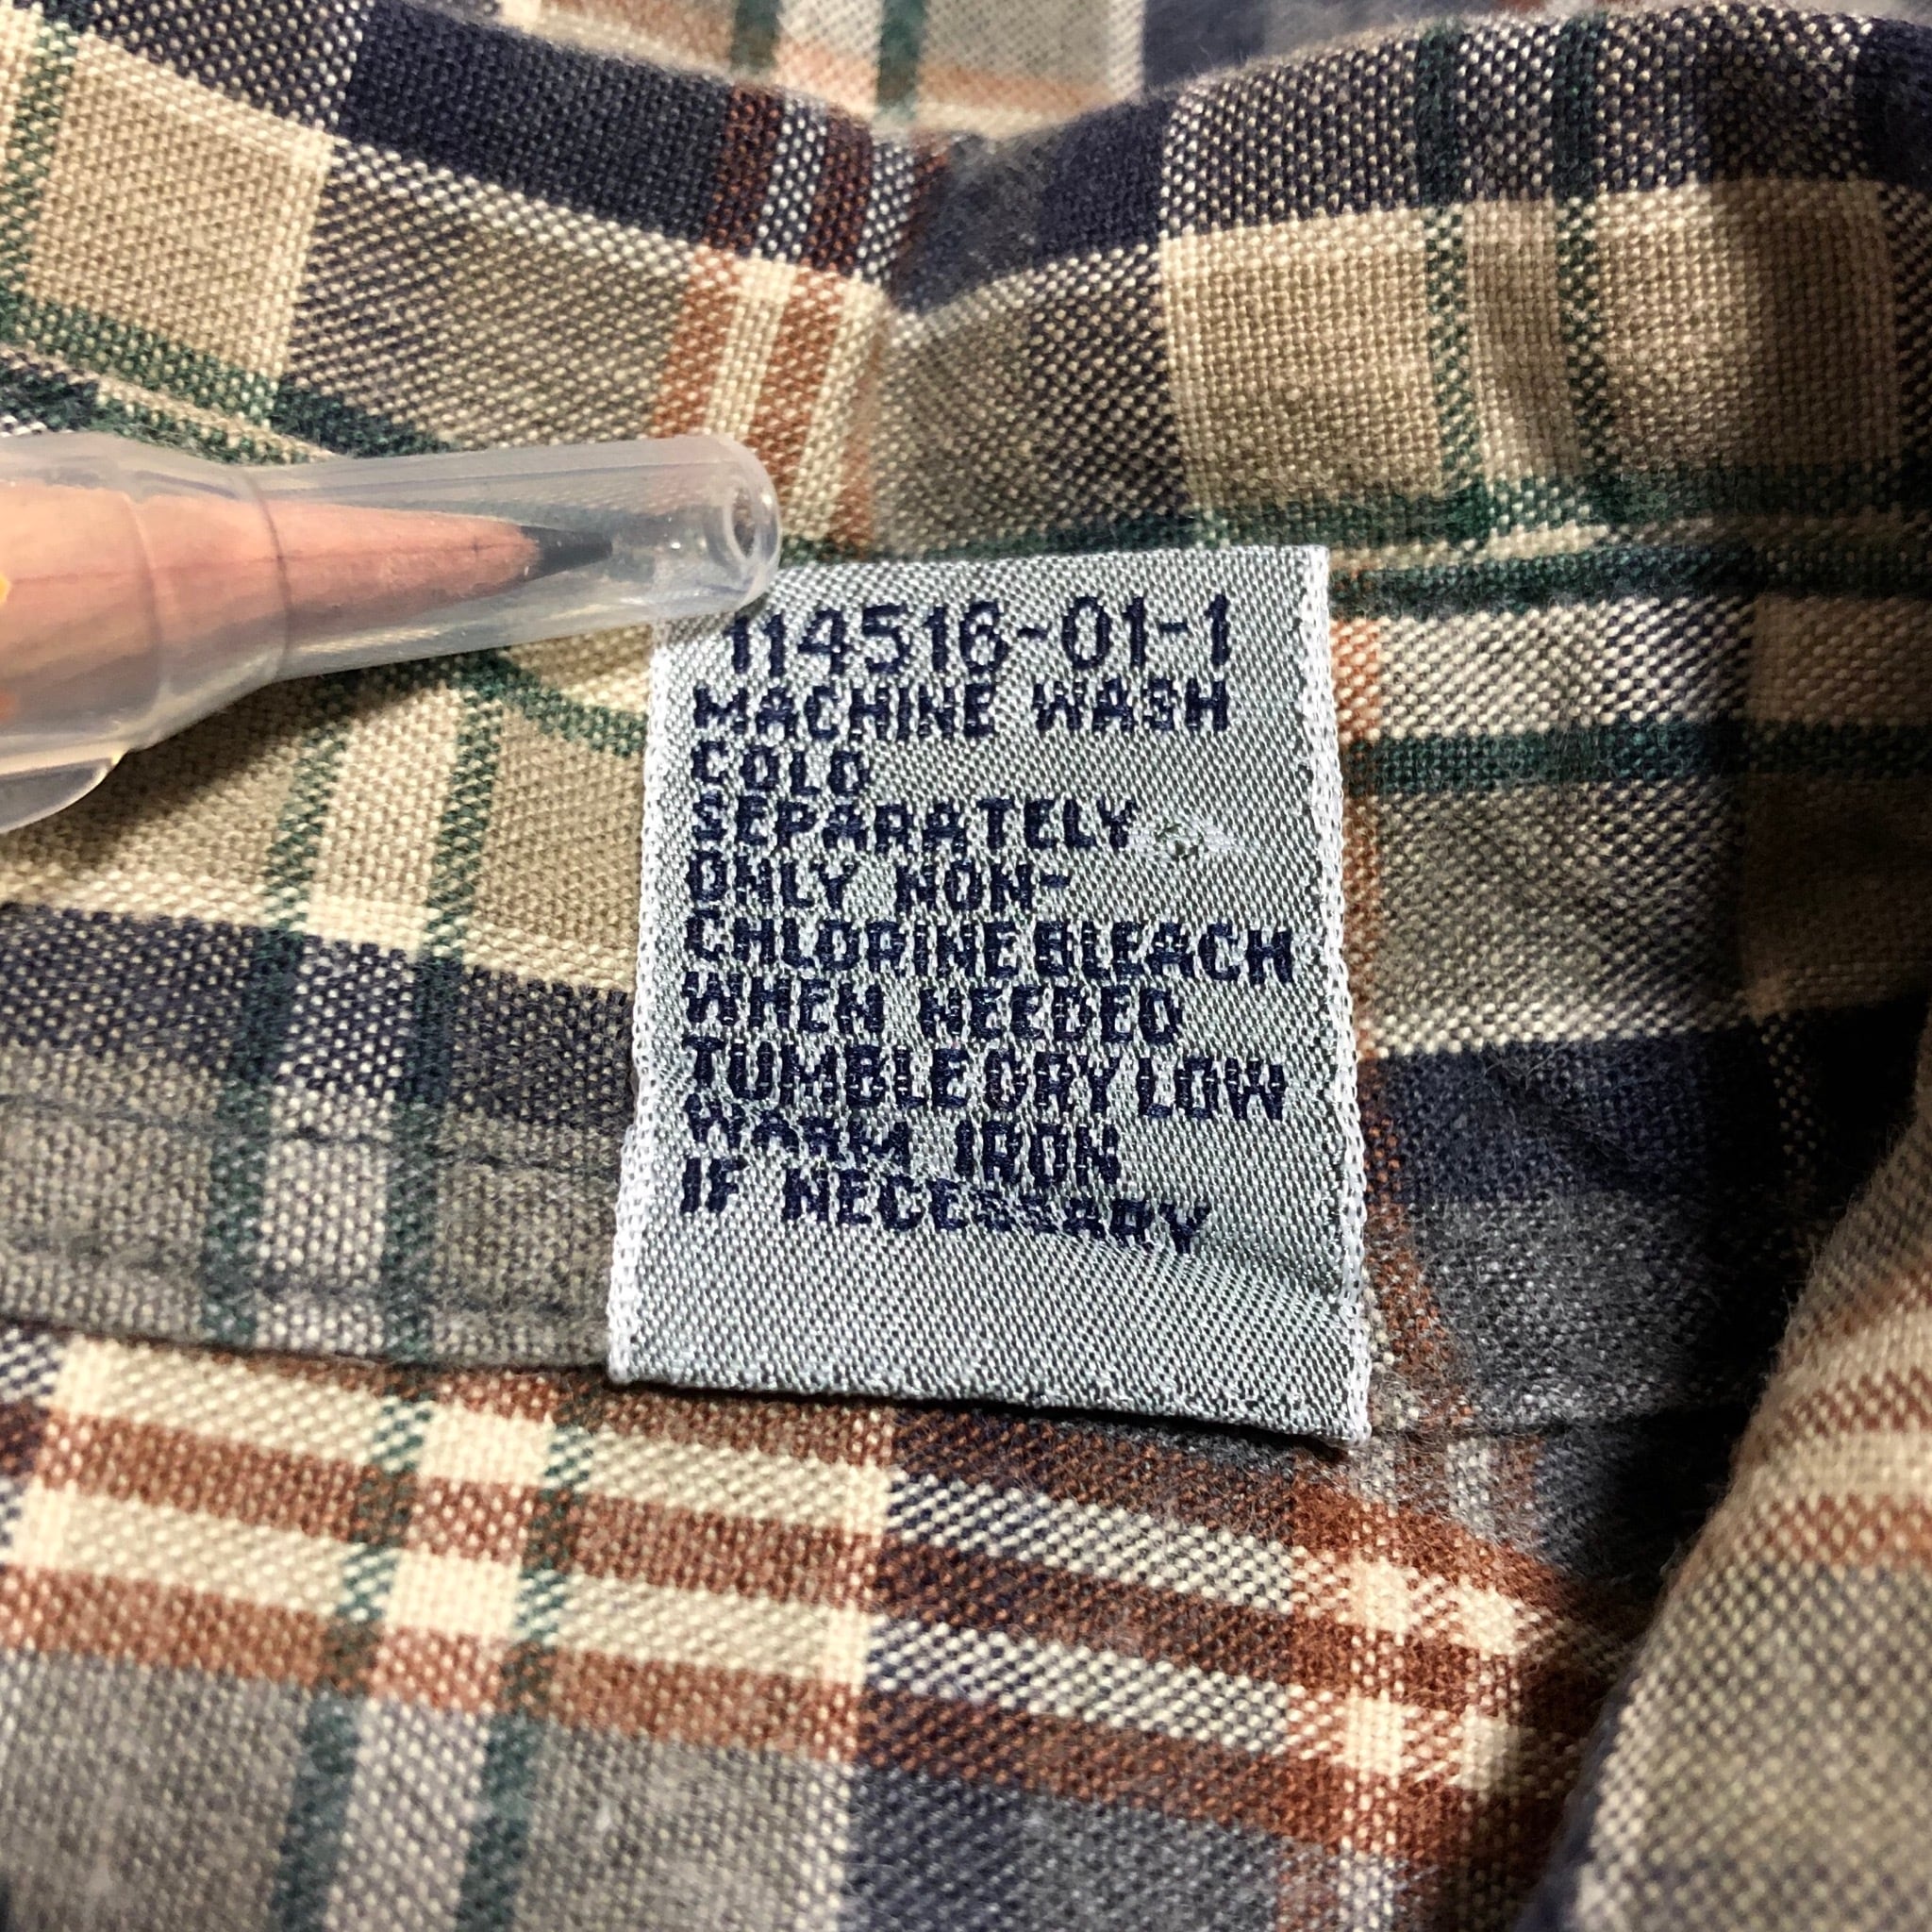 114516-01-1
MACHINE WASH
COLD
SEPARATELY
ONLY NON-
CHLORINE BLEACH
WHEN NEEDED
TUMBLE DRY LOW
WARM IRON
IF NECESSARY